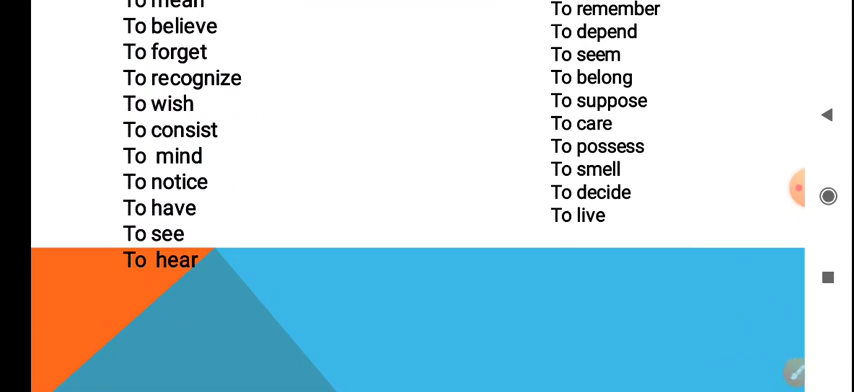 To mean
To believe
To forget
To recognize
To wish
To consist
To  mind
To notice
To have
To see
To  hear
To remember
To depend
To seem
To belong
To suppose
To care
To possess
To smell
To decide
To live